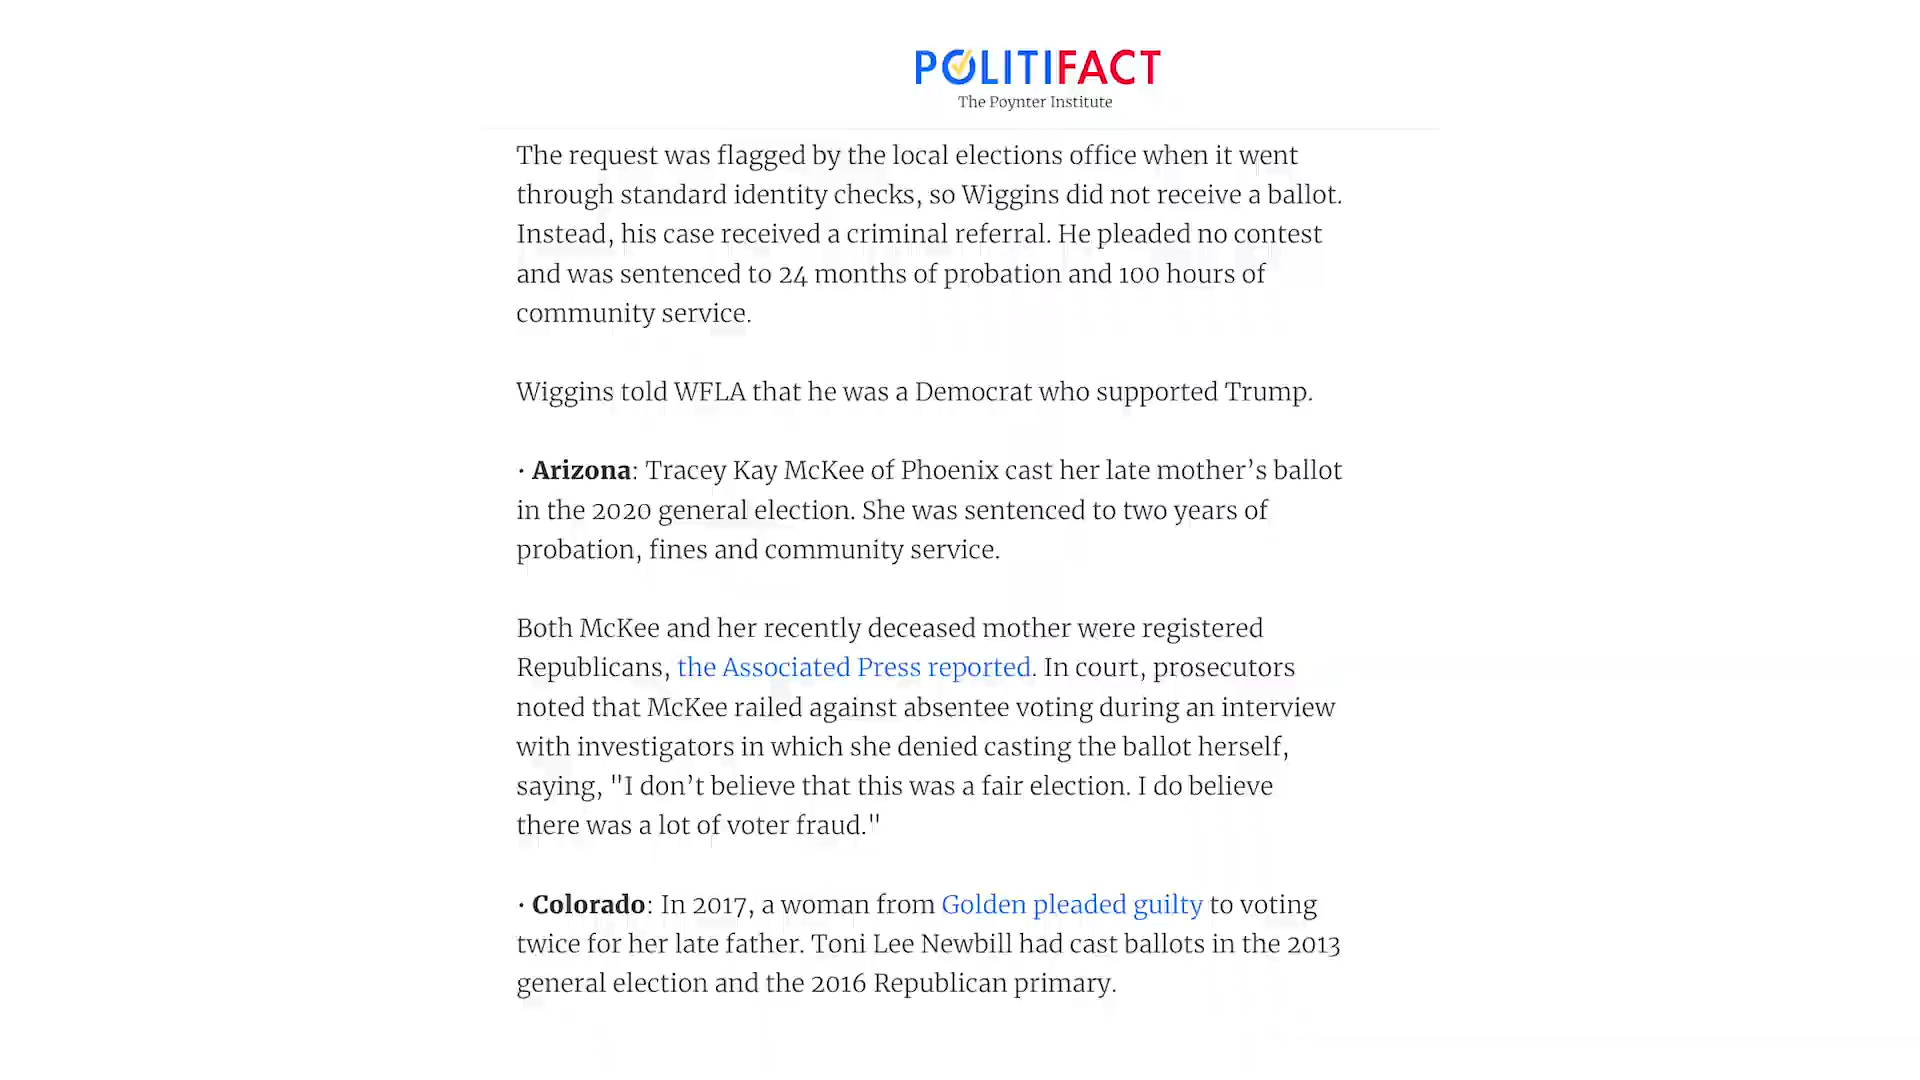 POLITIFACT
The Poynter Institute
The request was flagged by the local elections office when it went
through standard identity checks, so Wiggins did not receive a ballot.
Instead, his case received a criminal referral. He pleaded no contest
and was sentenced to 24 months of probation and 100 hours of
community service.
Wiggins told WFLA that he was a Democrat who supported Trump.
· Arizona: Tracey Kay McKee of Phoenix cast her late mother’s ballot
in the 2020 general election. She was sentenced to two years of
probation, fines and community service.
Both McKee and her recently deceased mother were registered
Republicans, the Associated Press reported. In court, prosecutors
noted that McKee railed against absentee voting during an interview
with investigators in which she denied casting the ballot herself,
saying, "I don’t believe that this was a fair election. I do believe
there was a lot of voter fraud."
· Colorado: In 2017, a woman from Golden pleaded guilty to voting
twice for her late father. Toni Lee Newbill had cast ballots in the 2013
general election and the 2016 Republican primary.